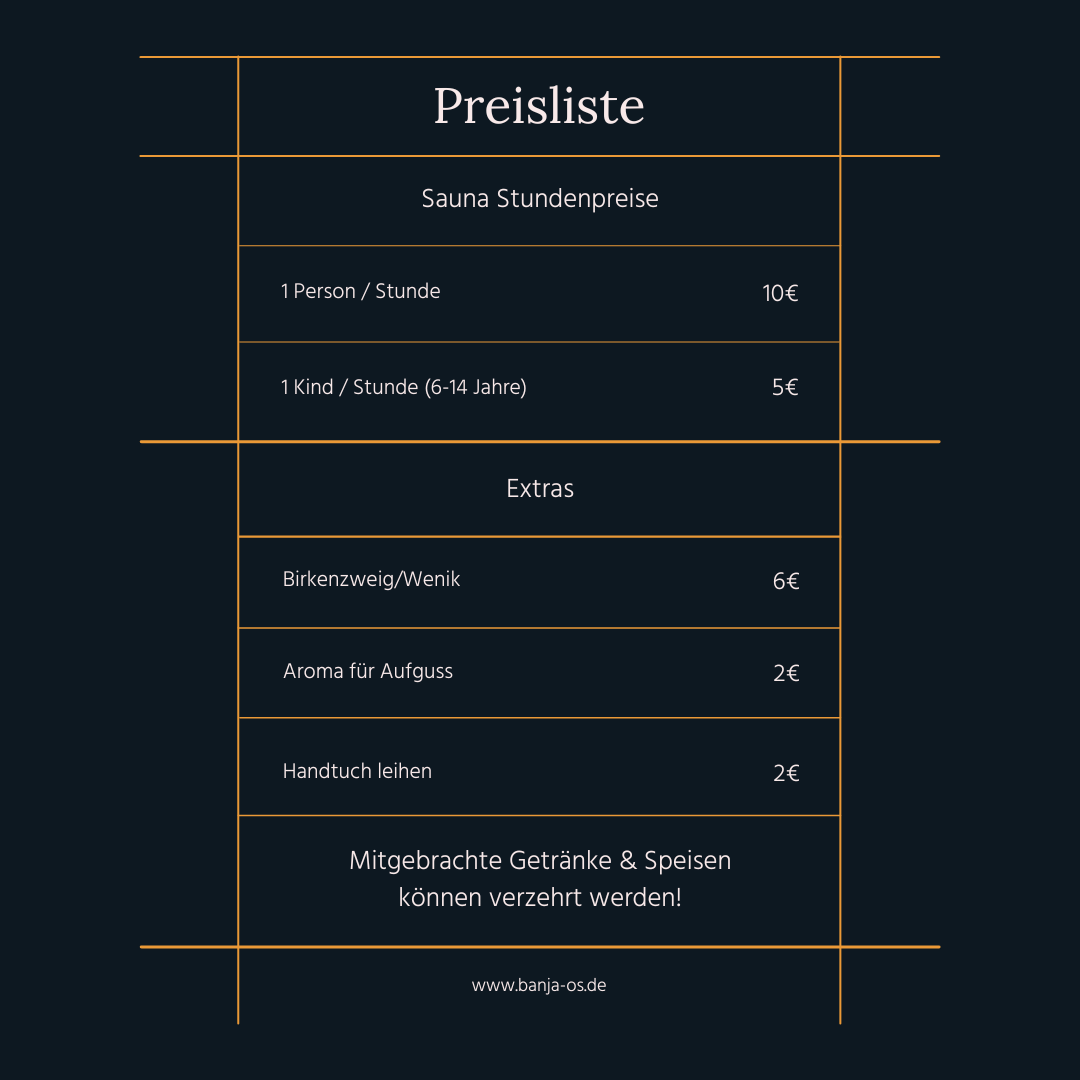 Preisliste
Sauna Stundenpreise
1 Person / Stunde 10€
1 Kind / Stunde (6-14 Jahre) 5€
Extras
Birkenzweig/Wenik 6€
Aroma für Aufguss 2€
Handtuch leihen 2€
Mitgebrachte Getränke & Speisen
können verzehrt werden!
www.banja-os.de